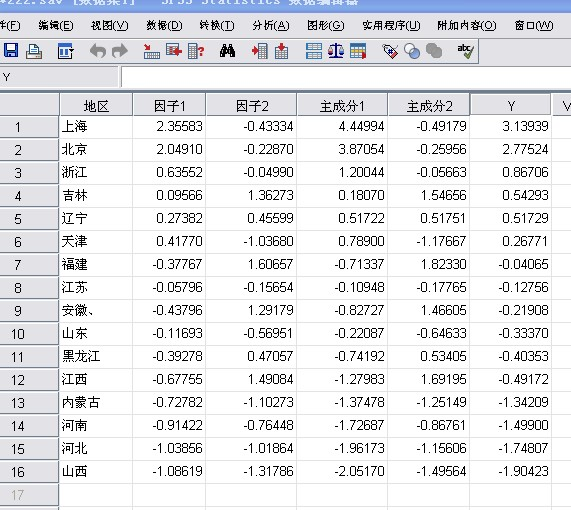 *zzz.sav [数据集1] - SPSS Statistics 数据编辑器
件(F) 编辑(E) 视图(V) 数据(D) 转换(T) 分析(A) 图形(G) 实用程序(U) 附加内容(O) 窗口(W)
Y
地区 因子1 因子2 主成分1 主成分2 Y
1 上海 2.35583 -0.43334 4.44994 -0.49179 3.13939
2 北京 2.04910 -0.22870 3.87054 -0.25956 2.77524
3 浙江 0.63552 -0.04990 1.20044 -0.05663 0.86706
4 吉林 0.09566 1.36273 0.18070 1.54656 0.54293
5 辽宁 0.27382 0.45599 0.51722 0.51751 0.51729
6 天津 0.41770 -1.03680 0.78900 -1.17667 0.26771
7 福建 -0.37767 1.60657 -0.71337 1.82330 -0.04065
8 江苏 -0.05796 -0.15654 -0.10948 -0.17765 -0.12756
9 安徽、 -0.43796 1.29179 -0.82727 1.46605 -0.21908
10 山东 -0.11693 -0.56951 -0.22087 -0.64633 -0.33370
11 黑龙江 -0.39278 0.47057 -0.74192 0.53405 -0.40353
12 江西 -0.67755 1.49084 -1.27983 1.69195 -0.49172
13 内蒙古 -0.72782 -1.10273 -1.37478 -1.25149 -1.34209
14 河南 -0.91422 -0.76448 -1.72687 -0.86761 -1.49900
15 河北 -1.03856 -1.01864 -1.96173 -1.15606 -1.74807
16 山西 -1.08619 -1.31786 -2.05170 -1.49564 -1.90423
17